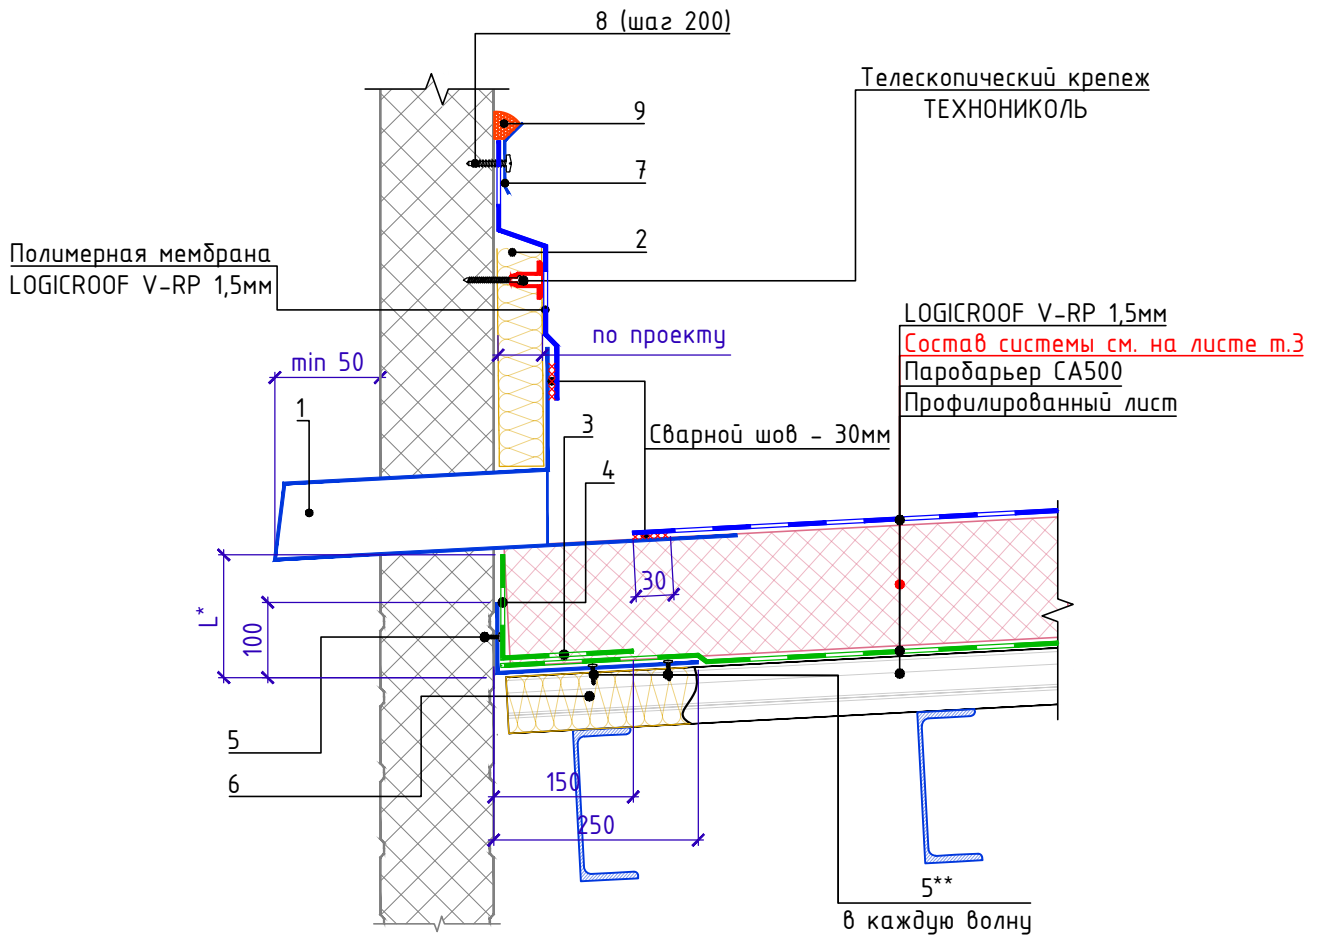 8 (шаг 200)
Телескопический крепеж
ТЕХНОНИКОЛЬ
9
7
2
Полимерная мембрана
LOGICROOF V-RP 1,5мм
LOGICROOF V-RP 1,5мм
по проекту
Состав системы см. на листе т.3
min 50
Паробарьер СА500
Профилированный лист
1
3
Сварной шов - 30мм
4
30
L*
100
5
6
150
250
5**
в каждую волну